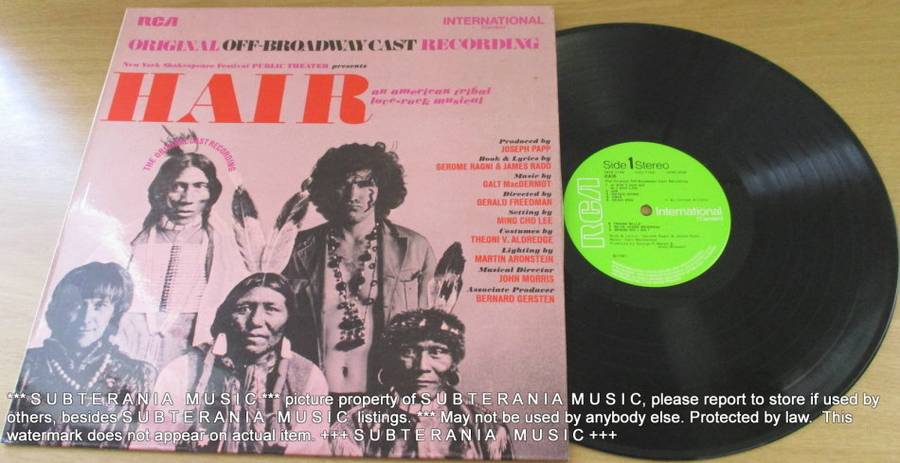 RCA
INTERNATIONAL
(Camden)
ORIGINAL OFF-BROADWAY CAST RECORDING
New York Shakespeare Festival PUBLIC THEATER presents
HAIR
an american tribal
love-rock musical
THE ORIGINAL CAST RECORDING
Produced by
JOSEPH PAPP
Book & Lyrics by
GEROME RAGNI & JAMES RADO
Music by
GALT MacDERMOT
Directed by
GERALD FREEDMAN
Setting by
MING CHO LEE
Costumes by
THEONI V. ALDREDGE
Lighting by
MARTIN ARONSTEIN
Musical Director
JOHN MORRIS
Associate Producer
BERNARD GERSTEN
Side 1 Stereo
HAIR
RCA International
(Camden)
*** S U B T E R A N I A   M U S I C *** picture property of S U B T E R A N I A  M U S I C, please report to store if used by
others, besides S U B T E R A N I A   M U S I C  listings. *** May not be used by anybody else. Protected by law.  This
watermark does not appear on actual item. +++ S U B T E R A N I A   M U S I C +++